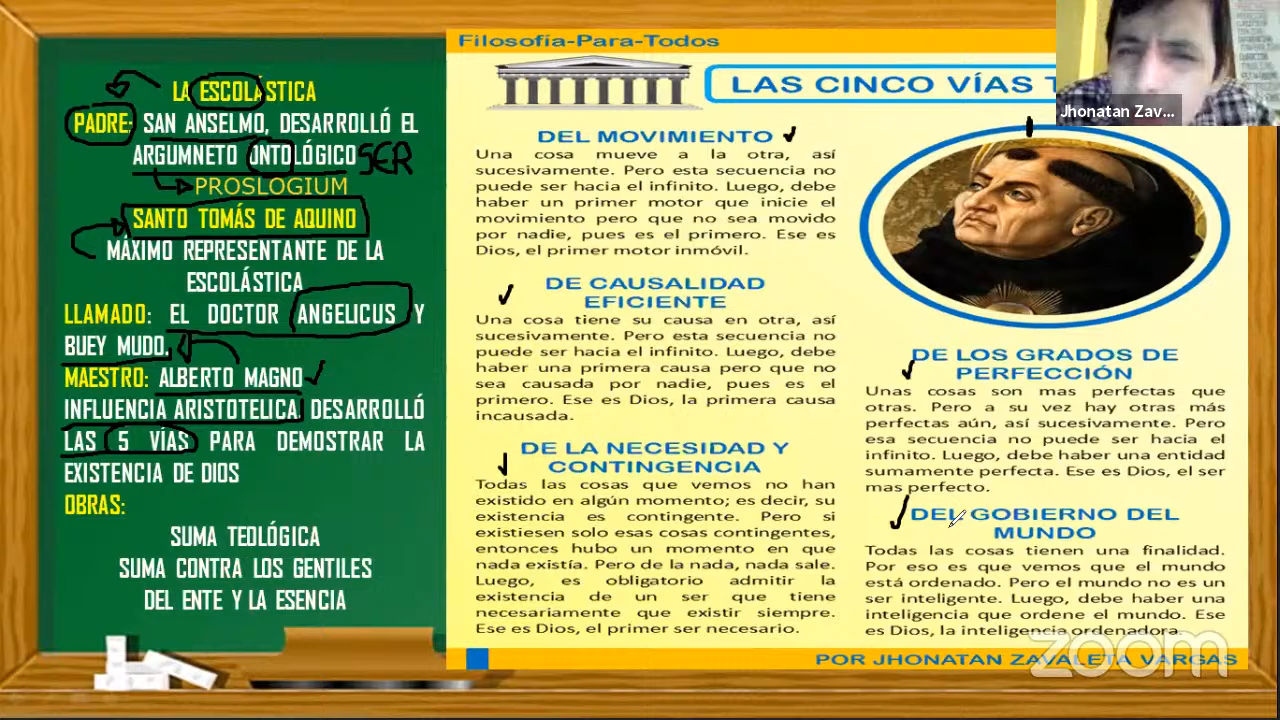 LA ESCOLÁSTICA
PADRE: SAN ANSELMO, DESARROLLÓ EL
ARGUMNETO ONTOLÓGICO SER
PROSLOGIUM
SANTO TOMÁS DE AQUINO
MÁXIMO REPRESENTANTE DE LA
ESCOLÁSTICA
LLAMADO: EL DOCTOR ANGELICUS Y
BUEY MUDO.
MAESTRO: ALBERTO MAGNO
INFLUENCIA ARISTOTELICA. DESARROLLÓ
LAS 5 VÍAS PARA DEMOSTRAR LA
EXISTENCIA DE DIOS
OBRAS:
SUMA TEOLÓGICA
SUMA CONTRA LOS GENTILES
DEL ENTE Y LA ESENCIA
Filosofía-Para-Todos
LAS CINCO VÍAS T
Jhonatan Zav...
DEL MOVIMIENTO
Una cosa mueve a la otra, así
sucesivamente. Pero esta secuencia no
puede ser hacia el infinito. Luego, debe
haber un primer motor que inicie el
movimiento pero que no sea movido
por nadie, pues es el primero. Ese es
Dios, el primer motor inmóvil.
DE CAUSALIDAD
EFICIENTE
Una cosa tiene su causa en otra, así
sucesivamente. Pero esta secuencia no
puede ser hacia el infinito. Luego, debe
haber una primera causa pero que no
sea causada por nadie, pues es el
primero. Ese es Dios, la primera causa
incausada.
DE LA NECESIDAD Y
CONTINGENCIA
Todas las cosas que vemos no han
existido en algún momento; es decir, su
existencia es contingente. Pero si
existiesen solo esas cosas contingentes,
entonces hubo un momento en que
nada existía. Pero de la nada, nada sale.
Luego, es obligatorio admitir la
existencia de un ser que tiene
necesariamente que existir siempre.
Ese es Dios, el primer ser necesario.
DE LOS GRADOS DE
PERFECCIÓN
Unas cosas son mas perfectas que
otras. Pero a su vez hay otras más
perfectas aún, así sucesivamente. Pero
esa secuencia no puede ser hacia el
infinito. Luego, debe haber una entidad
sumamente perfecta. Ese es Dios, el ser
mas perfecto.
DEL GOBIERNO DEL
MUNDO
Todas las cosas tienen una finalidad.
Por eso es que vemos que el mundo
está ordenado. Pero el mundo no es un
ser inteligente. Luego, debe haber una
inteligencia que ordene el mundo. Ese
es Dios, la inteligencia ordenadora.
zoom
POR JHONATAN ZAVALETA VARGAS